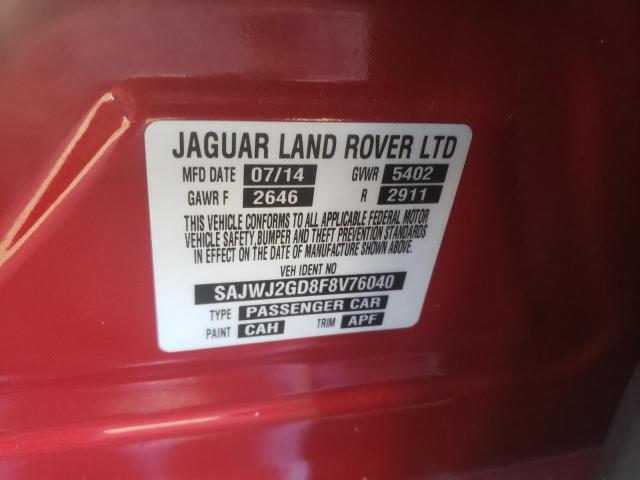 JAGUAR LAND ROVER LTD
MFD DATE 07/14 GVWR 5402
GAWR F 2646 R 2911
THIS VEHICLE CONFORMS TO ALL APPLICABLE FEDERAL MOTOR
VEHICLE SAFETY,BUMPER AND THEFT PREVENTION STANDARDS
IN EFFECT ON THE DATE OF MANUFACTURE SHOWN ABOVE.
VEH IDENT NO
SAJWJ2GD8F8V76040
TYPE PASSENGER CAR
PAINT CAH TRIM APF